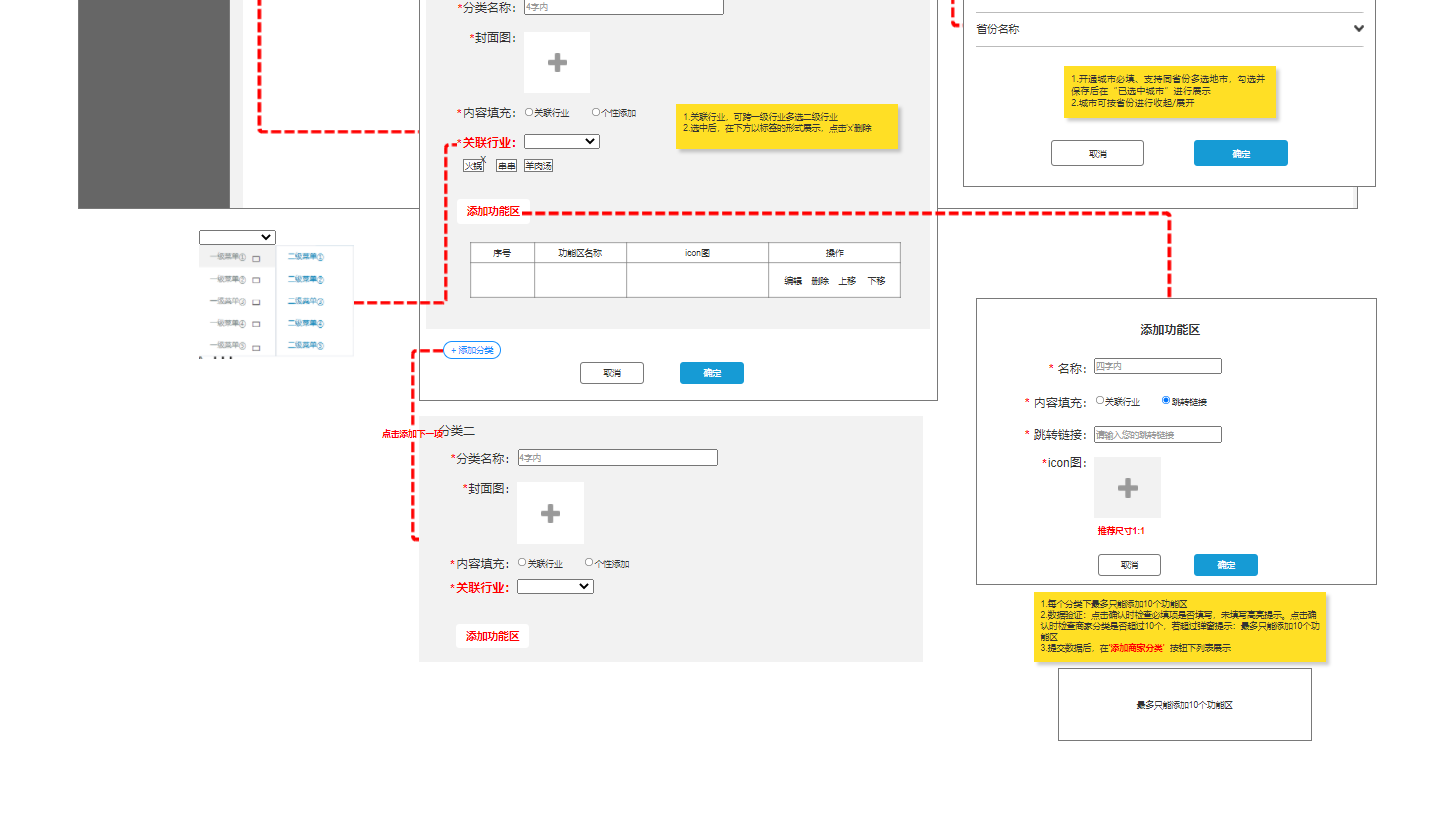 *分类名称：
4字内
*封面图：
*内容填充：
关联行业
个性添加
1.关联行业，可跨一级行业多选二级行业
2.选中后，在下方以标签的形式展示，点击×删除
*关联行业：
火锅
X
串串
羊肉汤
添加功能区
序号
功能区名称
icon图
操作
编辑
删除
上移
下移
+ 添加分类
取消
确定
一级菜单①
二级菜单①
一级菜单②
二级菜单②
一级菜单③
二级菜单③
一级菜单④
二级菜单④
一级菜单⑤
二级菜单⑤
点击添加下一项
分类二
*分类名称：
4字内
*封面图：
*内容填充：
关联行业
个性添加
*关联行业：
添加功能区
省份名称
1.开通城市必填、支持同省份多选地市，勾选并
保存后在“已选中城市”进行展示
2.城市可按省份进行收起/展开
取消
确定
添加功能区
* 名称：
四字内
* 内容填充：
关联行业
跳转链接
* 跳转链接：
请输入您的跳转链接
*icon图：
推荐尺寸1:1
取消
确定
1.每个分类下最多只能添加10个功能区
2.数据验证：点击确认时检查必填项是否填写，未填写高亮提示。点击确
认时检查商家分类是否超过10个，若超过弹窗提示：最多只能添加10个功
能区
3.提交数据后，在“添加商家分类”按钮下列表展示
最多只能添加10个功能区